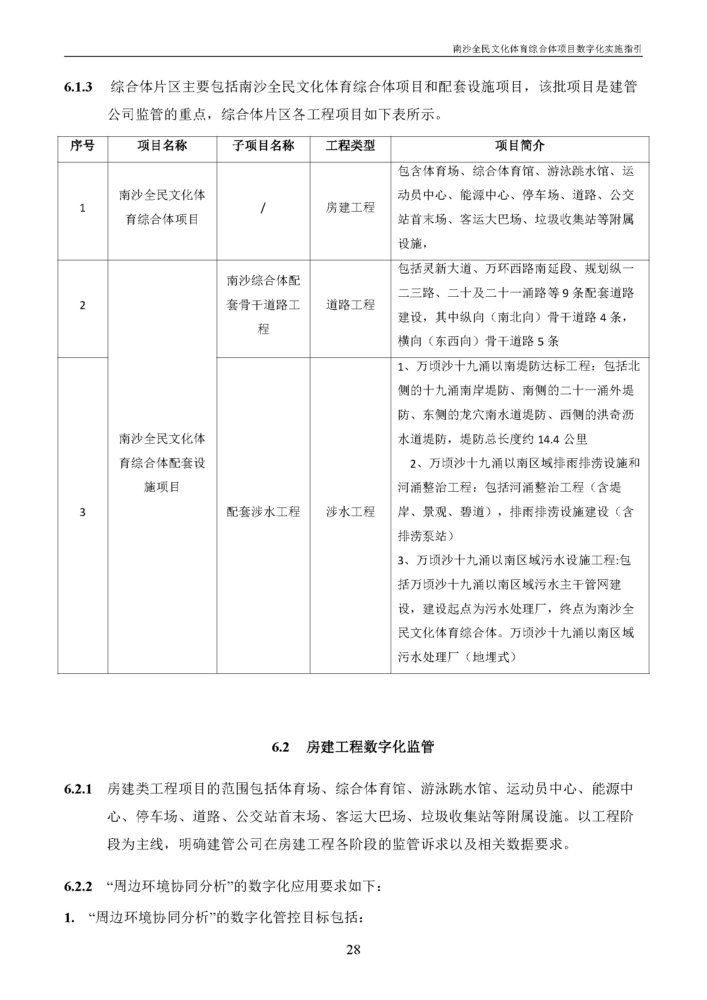 南沙全民文化体育综合体项目数字化实施指引
6.1.3 综合体片区主要包括南沙全民文化体育综合体项目和配套设施项目，该批项目是建管
公司监管的重点，综合体片区各工程项目如下表所示。
序号 项目名称 子项目名称 工程类型 项目简介
1
南沙全民文化体
育综合体项目
/
房建工程
包含体育场、综合体育馆、游泳跳水馆、运
动员中心、能源中心、停车场、道路、公交
站首末场、客运大巴场、垃圾收集站等附属
设施，
2
南沙综合体配
套骨干道路工
程
道路工程
包括灵新大道、万环西路南延段、规划纵一
二三路、二十及二十一涌路等 9 条配套道路
建设，其中纵向（南北向）骨干道路 4 条，
横向（东西向）骨干道路 5 条
3
南沙全民文化体
育综合体配套设
施项目
配套涉水工程
涉水工程
1、万顷沙十九涌以南堤防达标工程：包括北
侧的十九涌南岸堤防、南侧的二十一涌外堤
防、东侧的龙穴南水道堤防、西侧的洪奇沥
水道堤防，堤防总长度约 14.4 公里
2、万顷沙十九涌以南区域排雨排涝设施和
河涌整治工程：包括河涌整治工程（含堤
岸、景观、碧道），排雨排涝设施建设（含
排涝泵站）
3、万顷沙十九涌以南区域污水设施工程:包
括万顷沙十九涌以南区域污水主干管网建
设，建设起点为污水处理厂，终点为南沙全
民文化体育综合体。万顷沙十九涌以南区域
污水处理厂（地埋式）
6.2 房建工程数字化监管
6.2.1 房建类工程项目的范围包括体育场、综合体育馆、游泳跳水馆、运动员中心、能源中
心、停车场、道路、公交站首末场、客运大巴场、垃圾收集站等附属设施。以工程阶
段为主线，明确建管公司在房建工程各阶段的监管诉求以及相关数据要求。
6.2.2 “周边环境协同分析”的数字化应用要求如下：
1. “周边环境协同分析”的数字化管控目标包括：
28